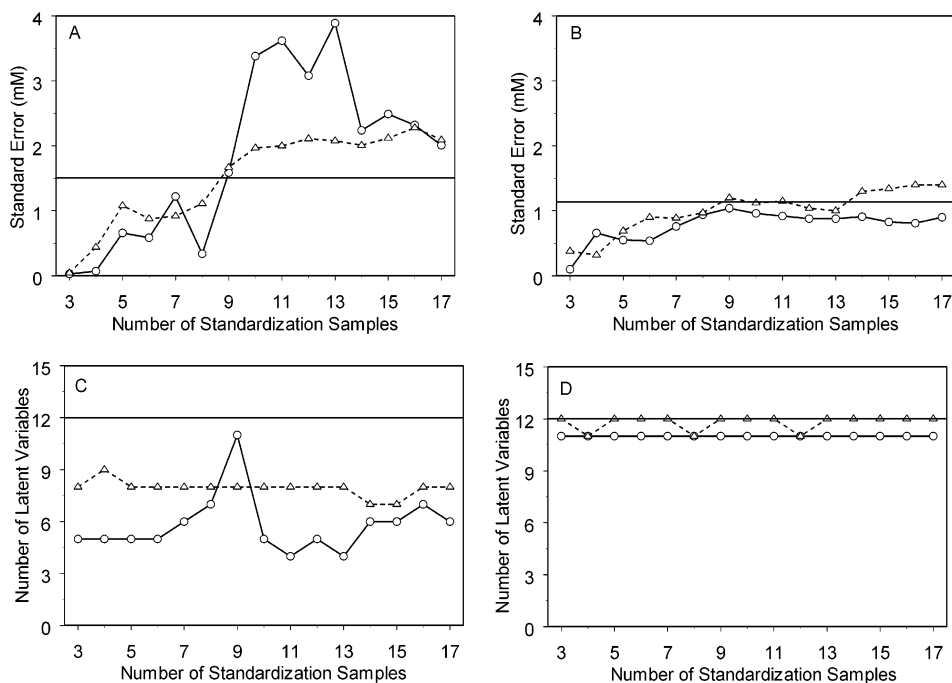 A
Standard Error (mM)
4
3
2
1
0
3 5 7 9 11 13 15 17
Number of Standardization Samples
B
Standard Error (mM)
4
3
2
1
0
3 5 7 9 11 13 15 17
Number of Standardization Samples
C
Number of Latent Variables
15
12
9
6
3
0
3 5 7 9 11 13 15 17
Number of Standardization Samples
D
Number of Latent Variables
15
12
9
6
3
0
3 5 7 9 11 13 15 17
Number of Standardization Samples